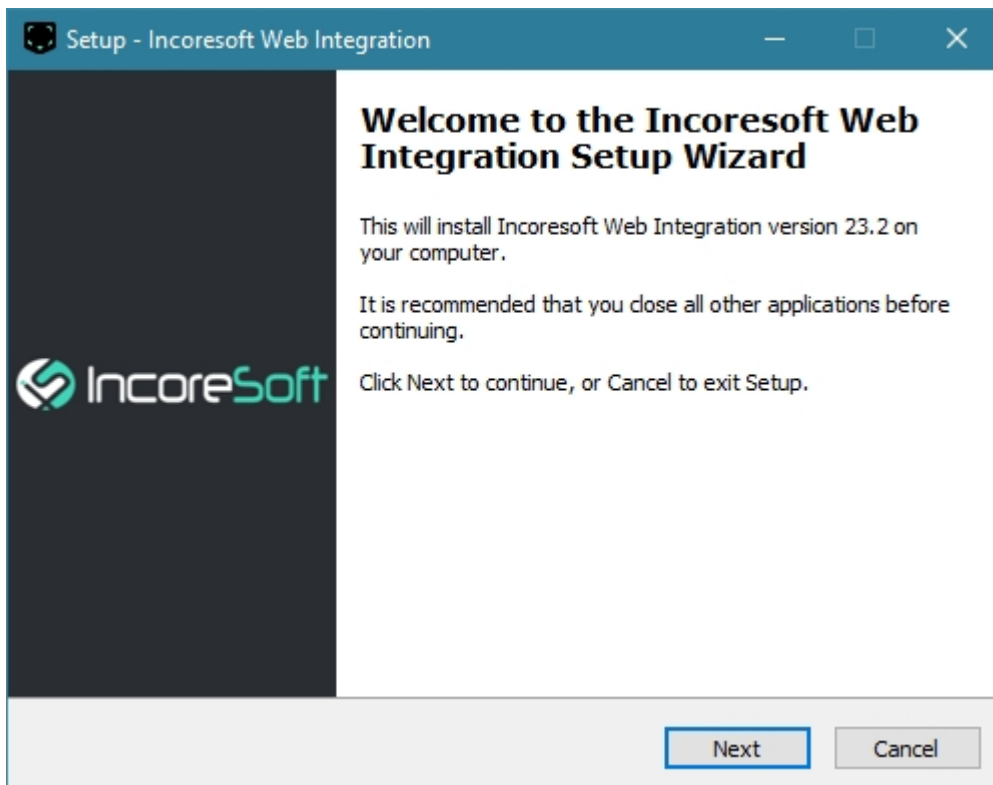 Setup - Incoresoft Web Integration
Welcome to the Incoresoft Web
Integration Setup Wizard
This will install Incoresoft Web Integration version 23.2 on
your computer.
It is recommended that you close all other applications before
continuing.
IncoreSoft
Click Next to continue, or Cancel to exit Setup.
Next
Cancel